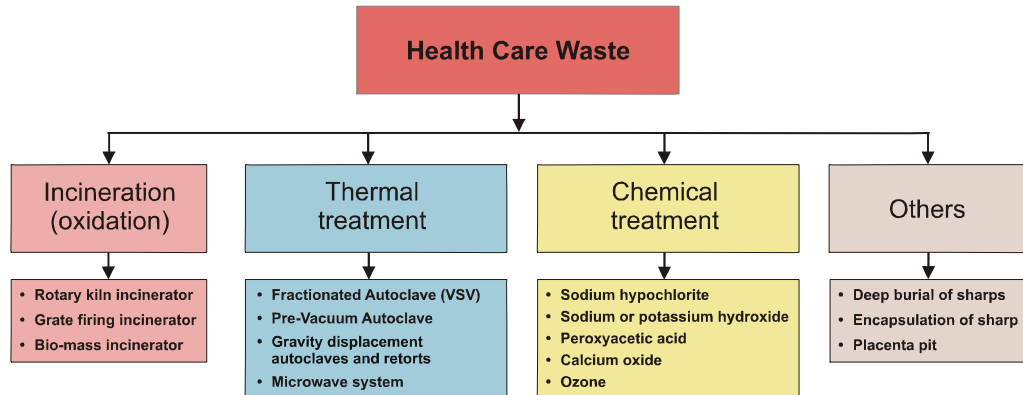 Health Care Waste
Incineration
(oxidation)
Thermal
treatment
Chemical
treatment
Others
• Rotary kiln incinerator
• Grate firing incinerator
• Bio-mass incinerator
• Fractionated Autoclave (VSV)
• Pre-Vacuum Autoclave
• Gravity displacement
autoclaves and retorts
• Microwave system
• Sodium hypochlorite
• Sodium or potassium hydroxide
• Peroxyacetic acid
• Calcium oxide
• Ozone
• Deep burial of sharps
• Encapsulation of sharp
• Placenta pit